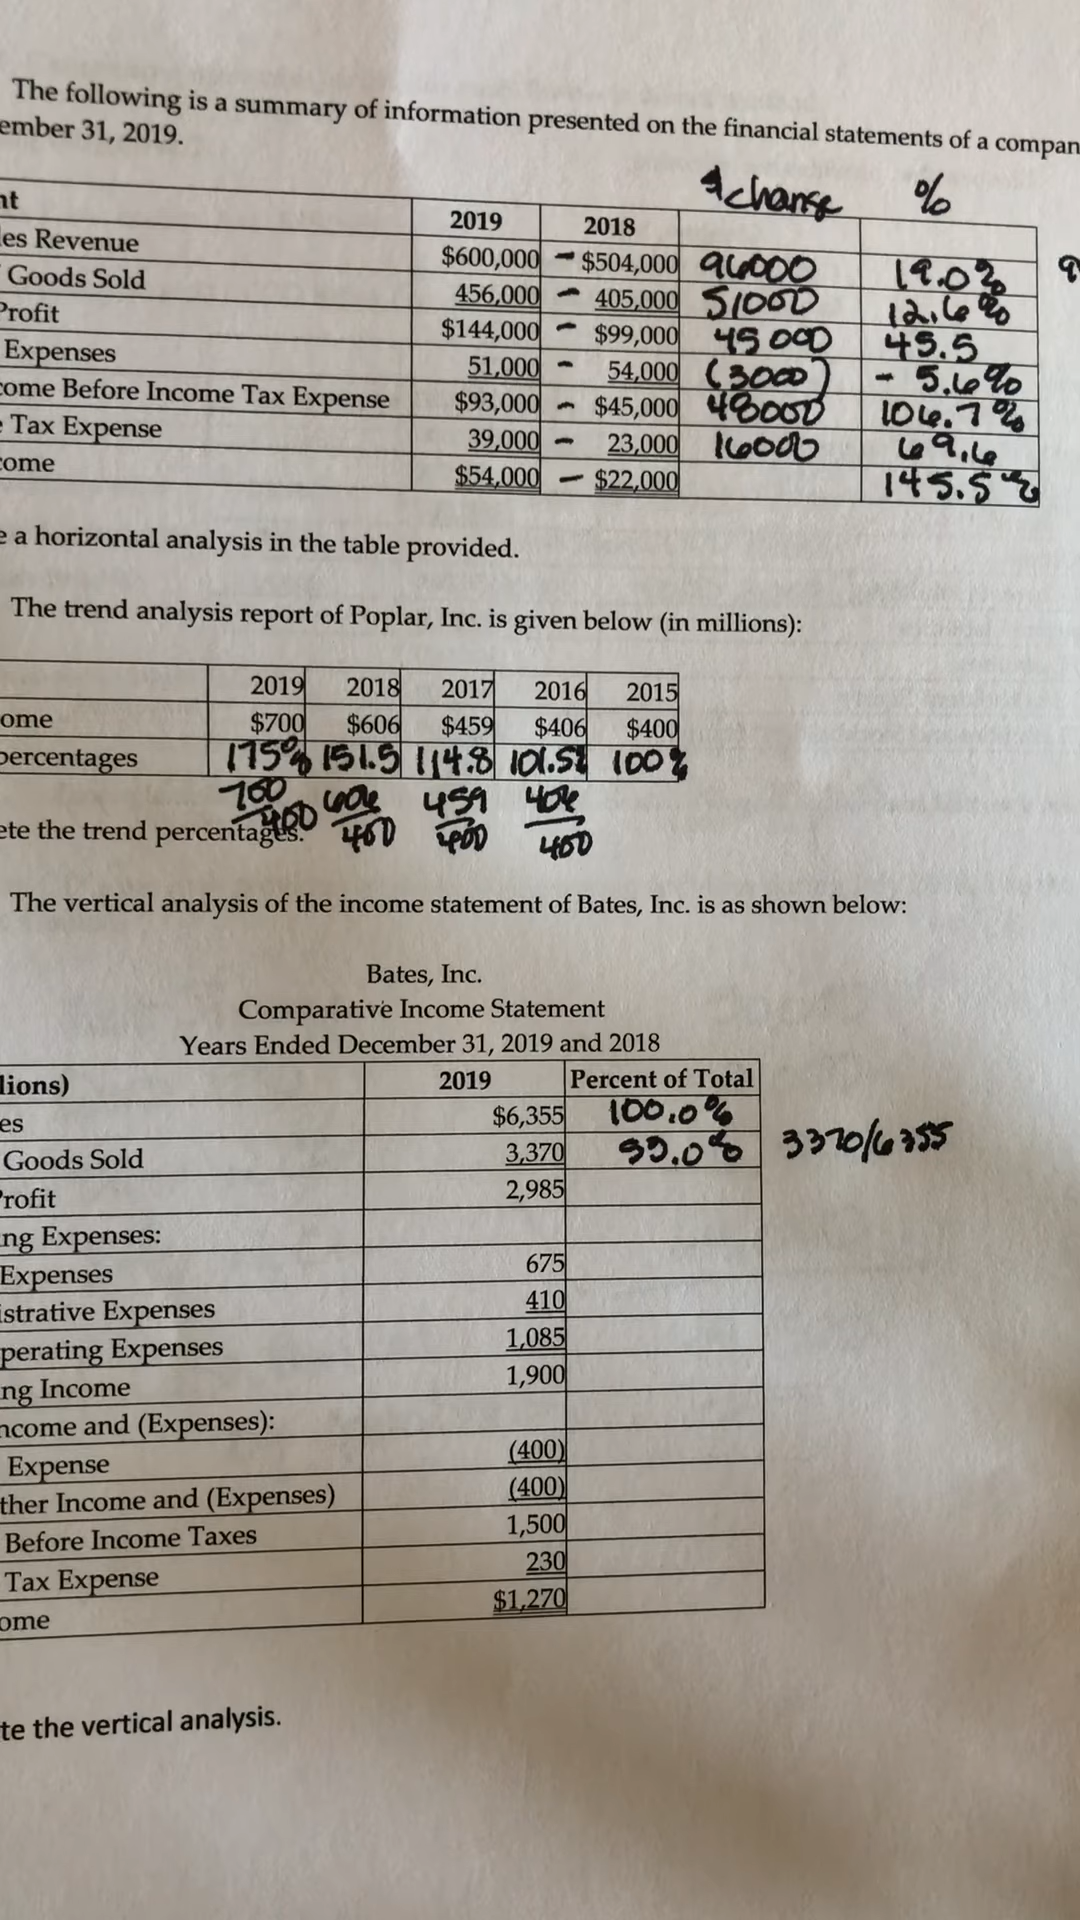 The following is a summary of information presented on the financial statements of a compan
ember 31, 2019.
$ change %
nt 2019 2018
les Revenue $600,000 - $504,000 96000 19.0%
Goods Sold 456,000 - 405,000 51000 12.6%
Profit $144,000 - $99,000 45000 45.5
Expenses 51,000 - 54,000 (3000) - 5.6%
come Before Income Tax Expense $93,000 - $45,000 48000 106.7%
Tax Expense 39,000 - 23,000 16000 69.6
come $54,000 - $22,000 145.5%
e a horizontal analysis in the table provided.
The trend analysis report of Poplar, Inc. is given below (in millions):
2019 2018 2017 2016 2015
ome $700 $606 $459 $406 $400
percentages 175% 151.5 114.8 101.5% 100%
700 606 459 406
400 400 400 400
ete the trend percentages.
The vertical analysis of the income statement of Bates, Inc. is as shown below:
Bates, Inc.
Comparative Income Statement
Years Ended December 31, 2019 and 2018
lions) 2019 Percent of Total
es $6,355 100.0%
Goods Sold 3,370 .0% 3370/6355
Profit 2,985
ng Expenses:
Expenses 675
istrative Expenses 410
perating Expenses 1,085
ng Income 1,900
ncome and (Expenses):
Expense (400)
ther Income and (Expenses) (400)
Before Income Taxes 1,500
Tax Expense 230
ome $1,270
te the vertical analysis.